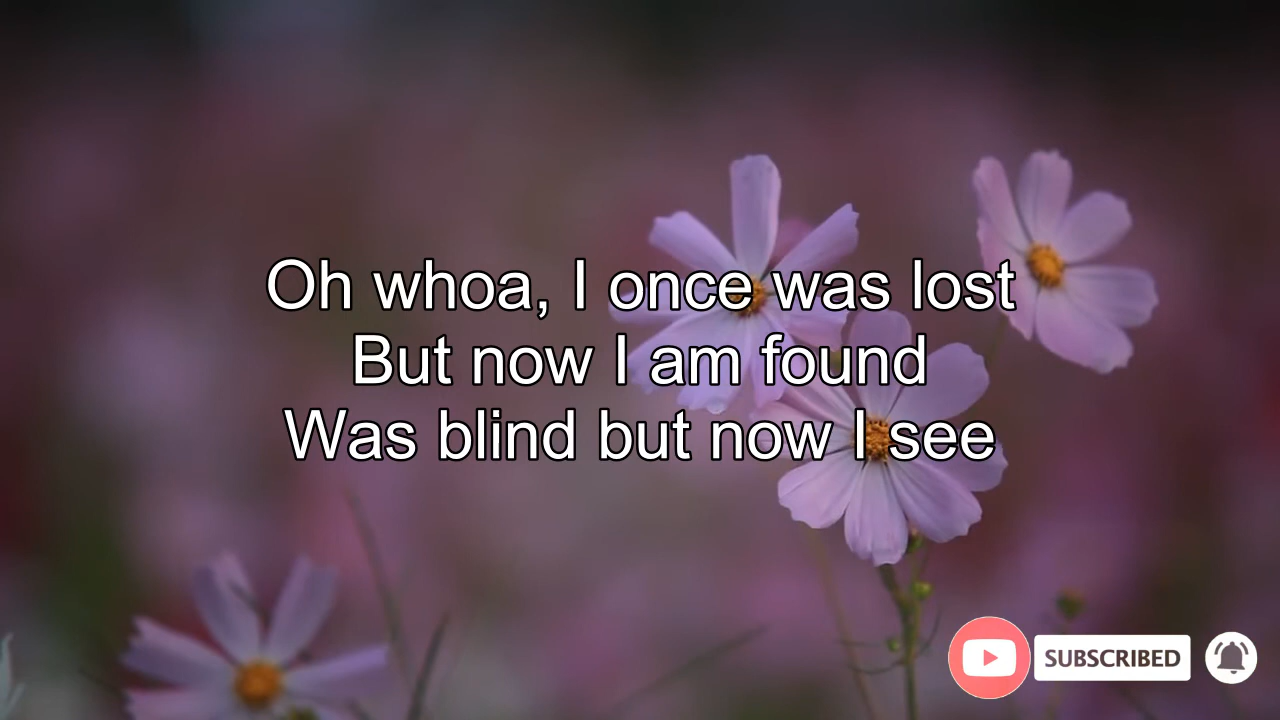 Oh whoa, I once was lost
But now I am found
Was blind but now I see
SUBSCRIBED